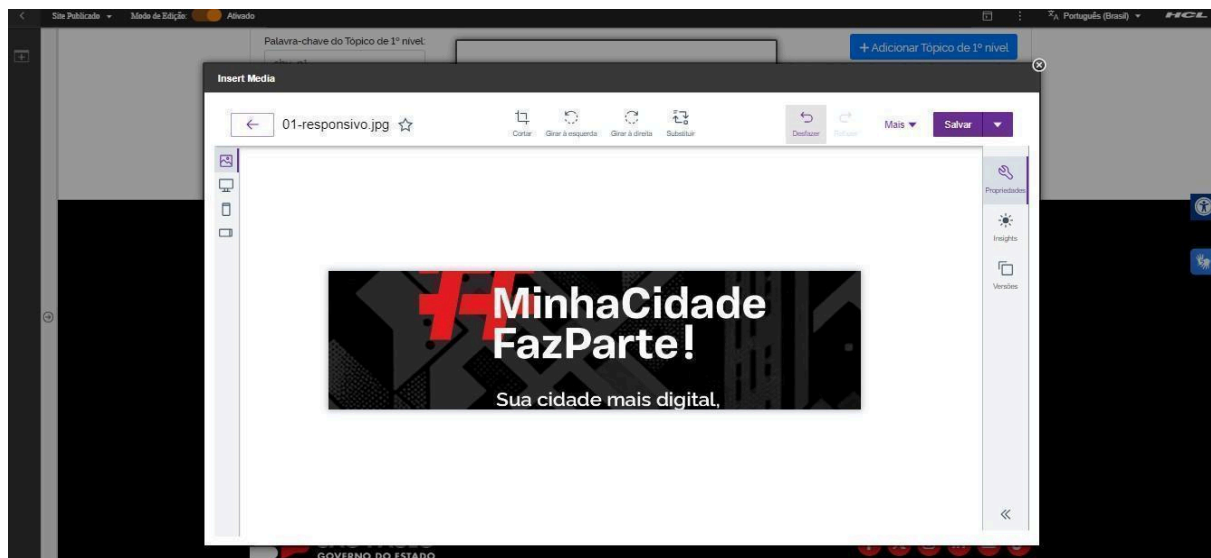 Site Publicado
Modo de Edição:
Ativado
Português (Brasil)
HCL
Palavra-chave do Tópico de 1º nível:
+ Adicionar Tópico de 1º nível
Insert Media
01-responsivo.jpg
Cortar
Girar à esquerda
Girar à direita
Substituir
Desfazer
Mais
Salvar
Propriedades
Insights
Versões
#MinhaCidade
FazParte!
Sua cidade mais digital,
GOVERNO DO ESTADO